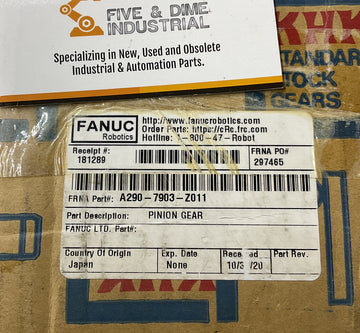 FIVE & DIME
INDUSTRIAL
Specializing in New, Used and Obsolete
Industrial & Automation Parts.
KHK
STANDARD
STOCK
GEARS
FANUC
Robotics
http://www.fanucrobotics.com
Order Parts: https://cRc.frc.com
Hotline: 1-800-47-Robot
Receipt #:
181289
FRNA PO#
297465
FRNA Part#: A290-7903-Z011
Part Description: PINION GEAR
FANUC LTD. Part #:
Country Of Origin
Japan
Exp. Date
None
Received
10/3 /20
Part Rev.
KHK